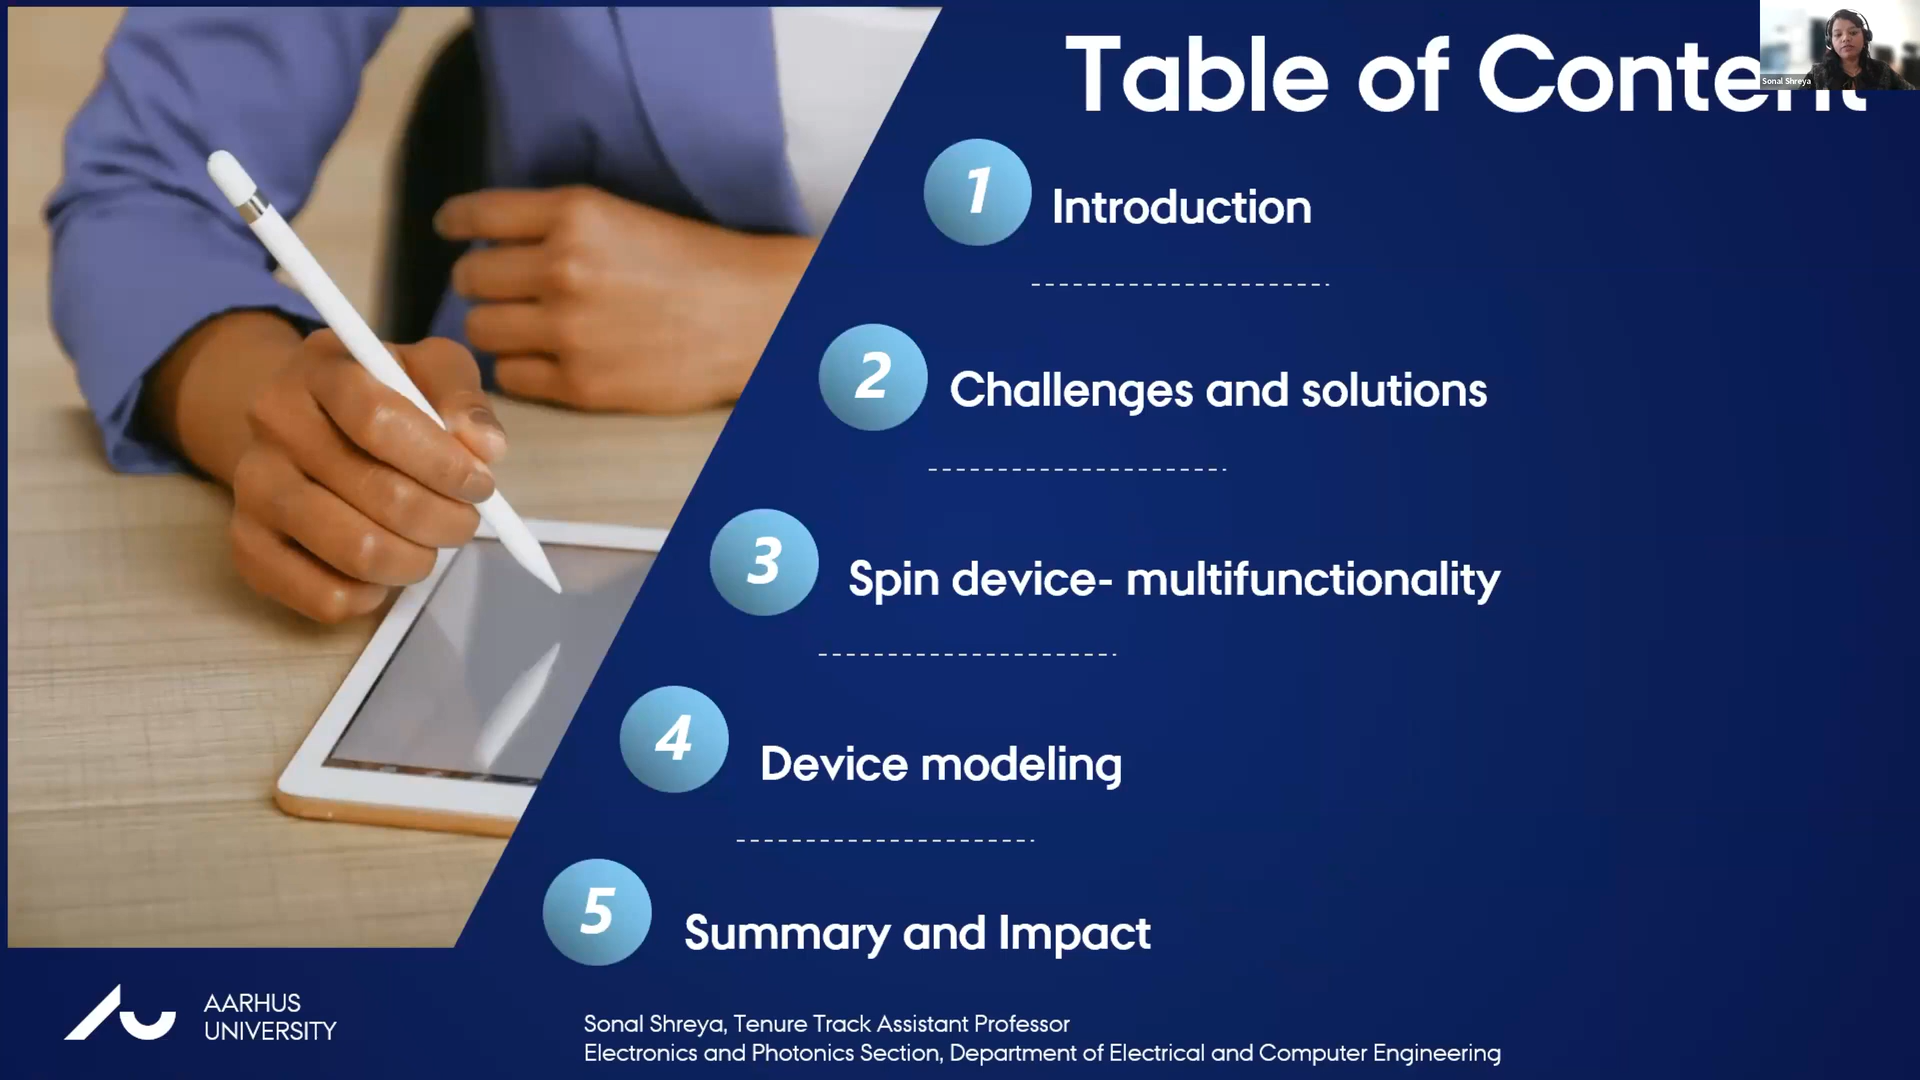 Table of Content
Sonal Shreya
1
Introduction
2
Challenges and solutions
3
Spin device- multifunctionality
4
Device modeling
5
Summary and Impact
AARHUS
UNIVERSITY
Sonal Shreya, Tenure Track Assistant Professor
Electronics and Photonics Section, Department of Electrical and Computer Engineering